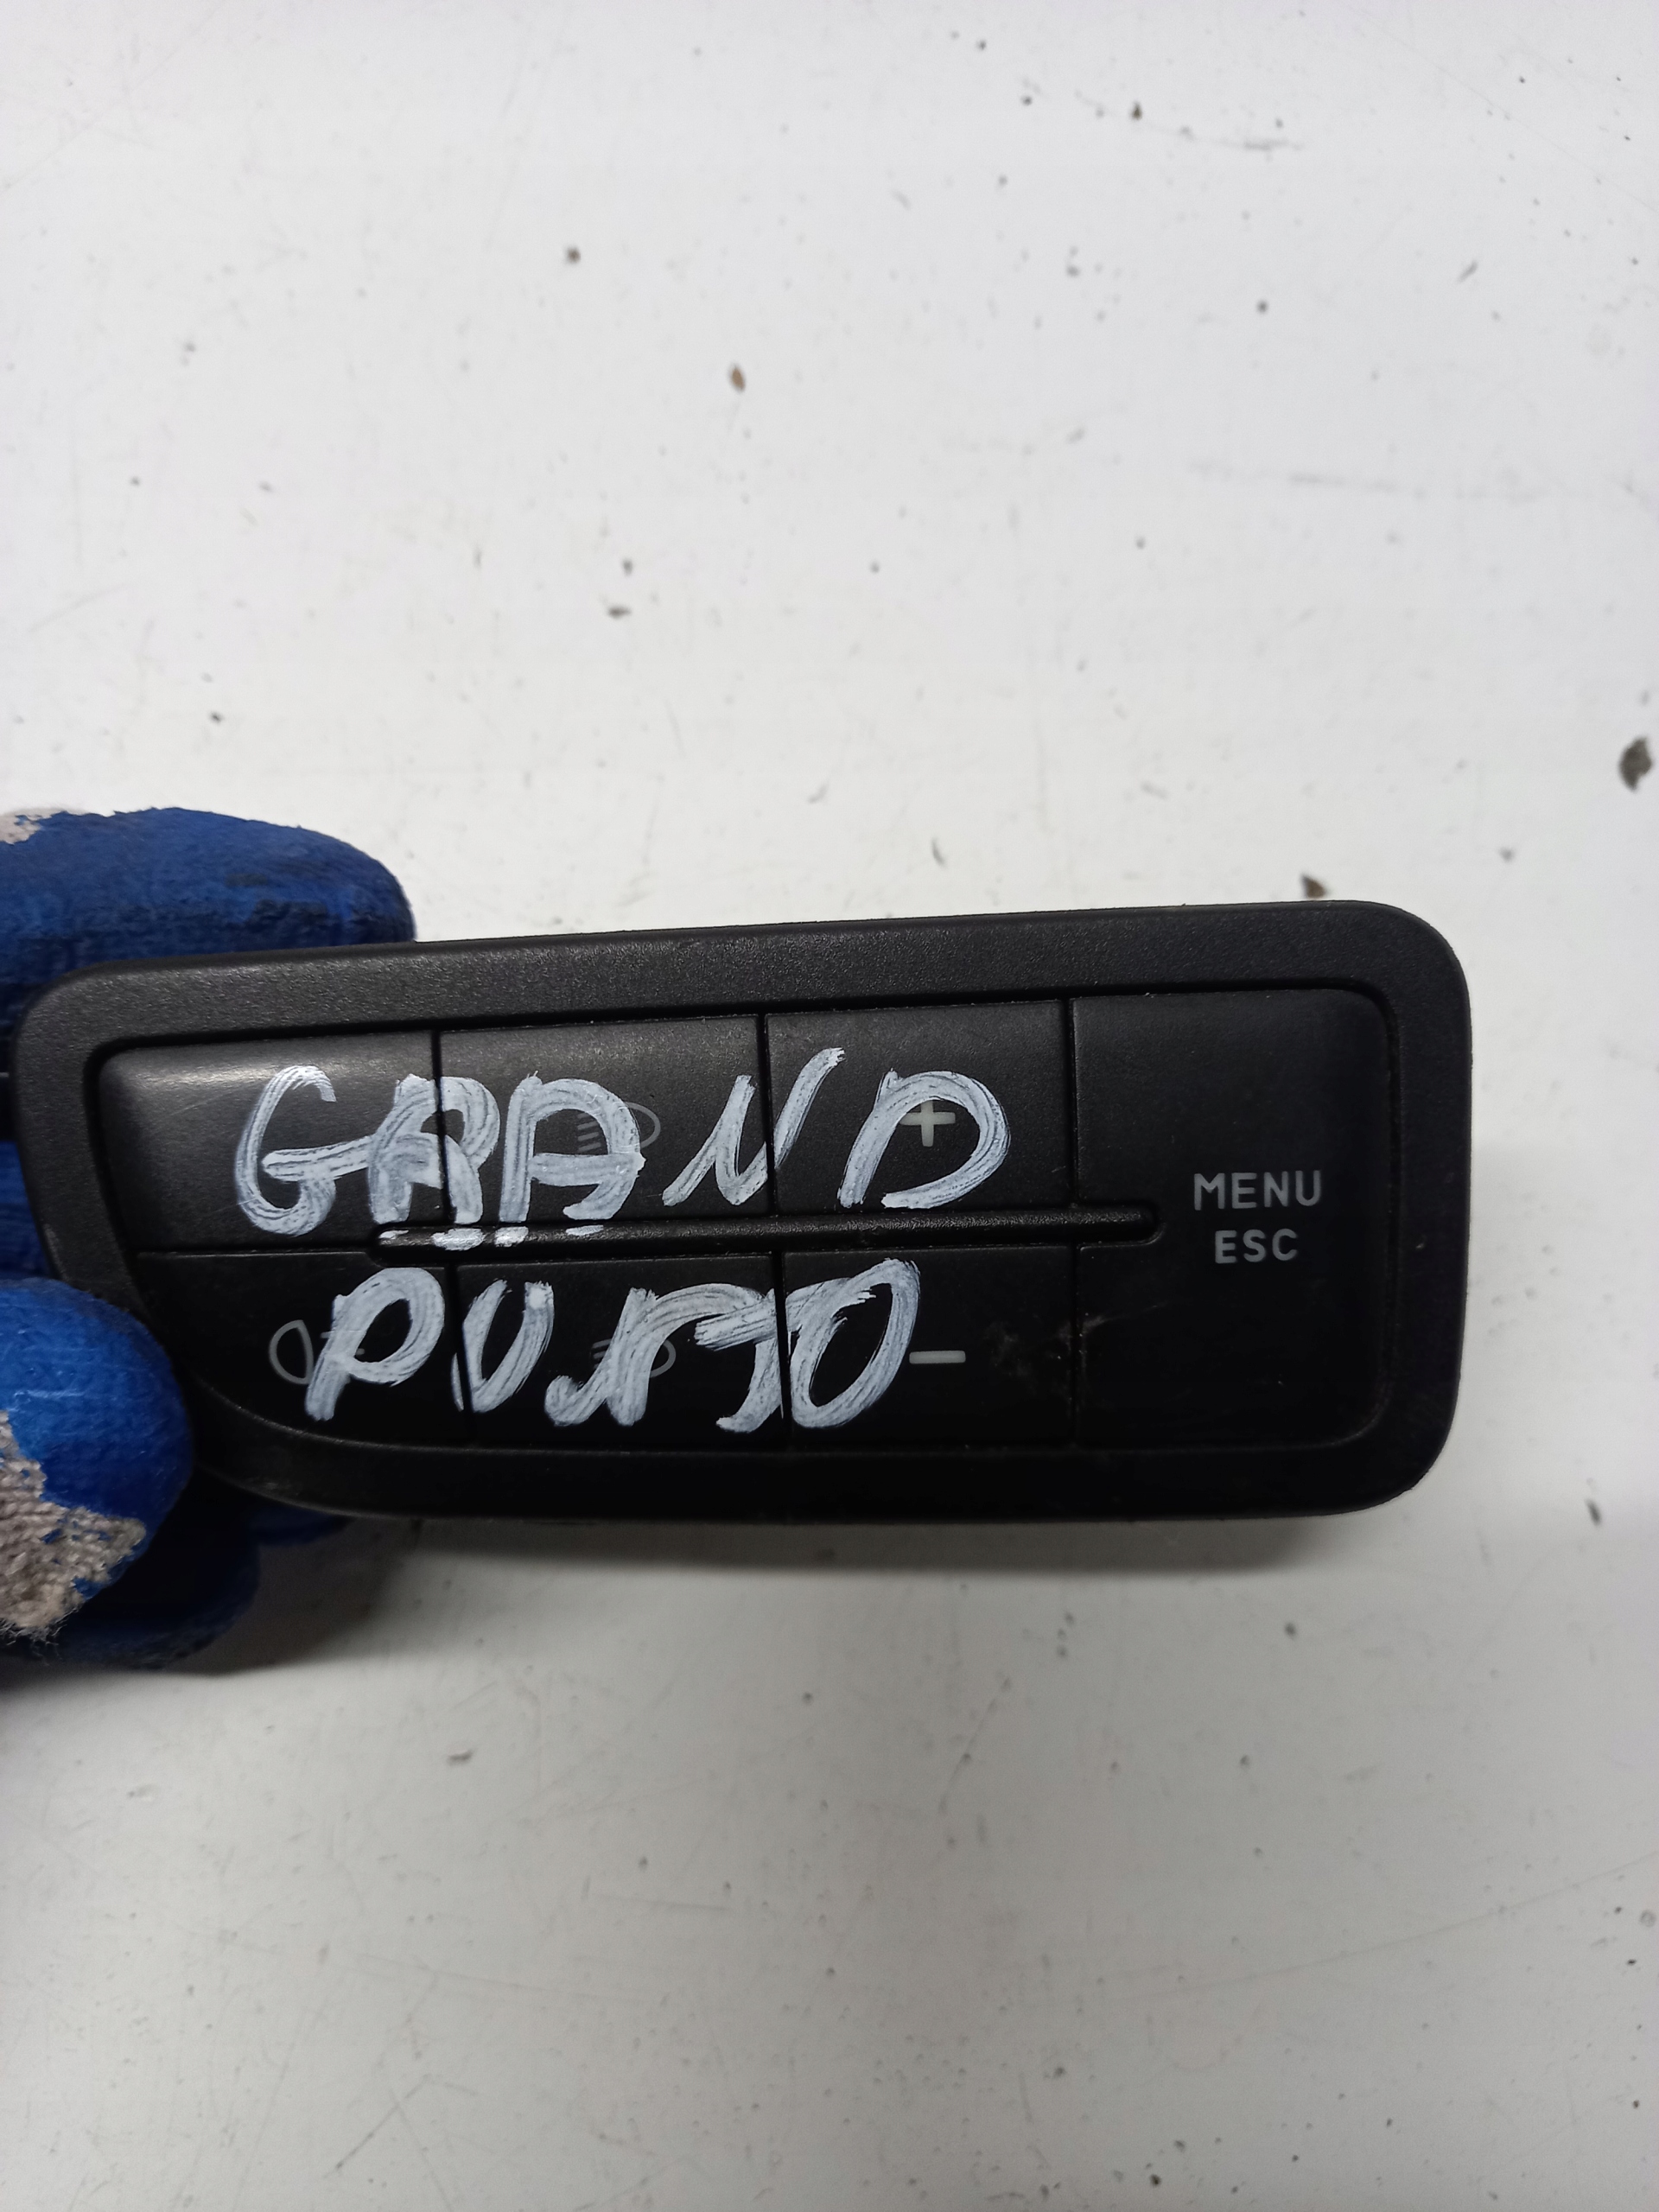 GRAND
+
MENU
ESC
PUNTO
-